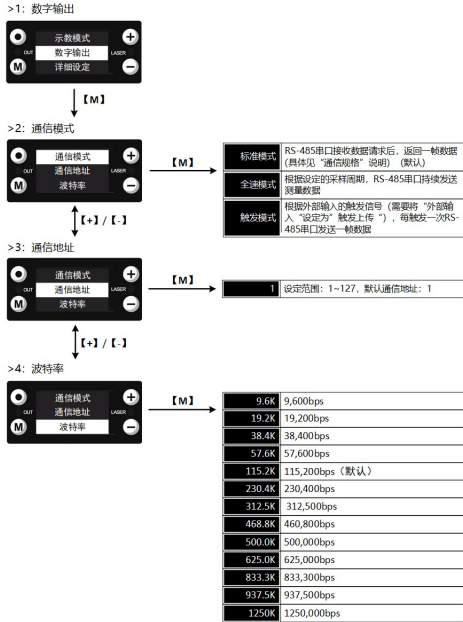 >1：数字输出
示教模式
数字输出
详细设定
OUT
LASER
M
【M】
>2：通信模式
通信模式
通信地址
波特率
OUT
LASER
M
【M】
标准模式 RS-485串口接收数据请求后，返回一帧数据
(具体见“通信规格”说明) (默认)
全速模式 根据设定的采样周期，RS-485串口持续发送
测量数据
触发模式 根据外部输入的触发信号 (需要将“外部输
入“设定为”触发上传“) ，每触发一次RS-
485串口发送一帧数据
【+】/【-】
>3：通信地址
通信模式
通信地址
波特率
OUT
LASER
M
【M】
1 设定范围：1~127，默认通信地址：1
【+】/【-】
>4：波特率
通信模式
通信地址
波特率
OUT
LASER
M
【M】
9.6K 9,600bps
19.2K 19,200bps
38.4K 38,400bps
57.6K 57,600bps
115.2K 115,200bps（默认）
230.4K 230,400bps
312.5K 312,500bps
468.8K 460,800bps
500.0K 500,000bps
625.0K 625,000bps
833.3K 833,300bps
937.5K 937,500bps
1250K 1250,000bps